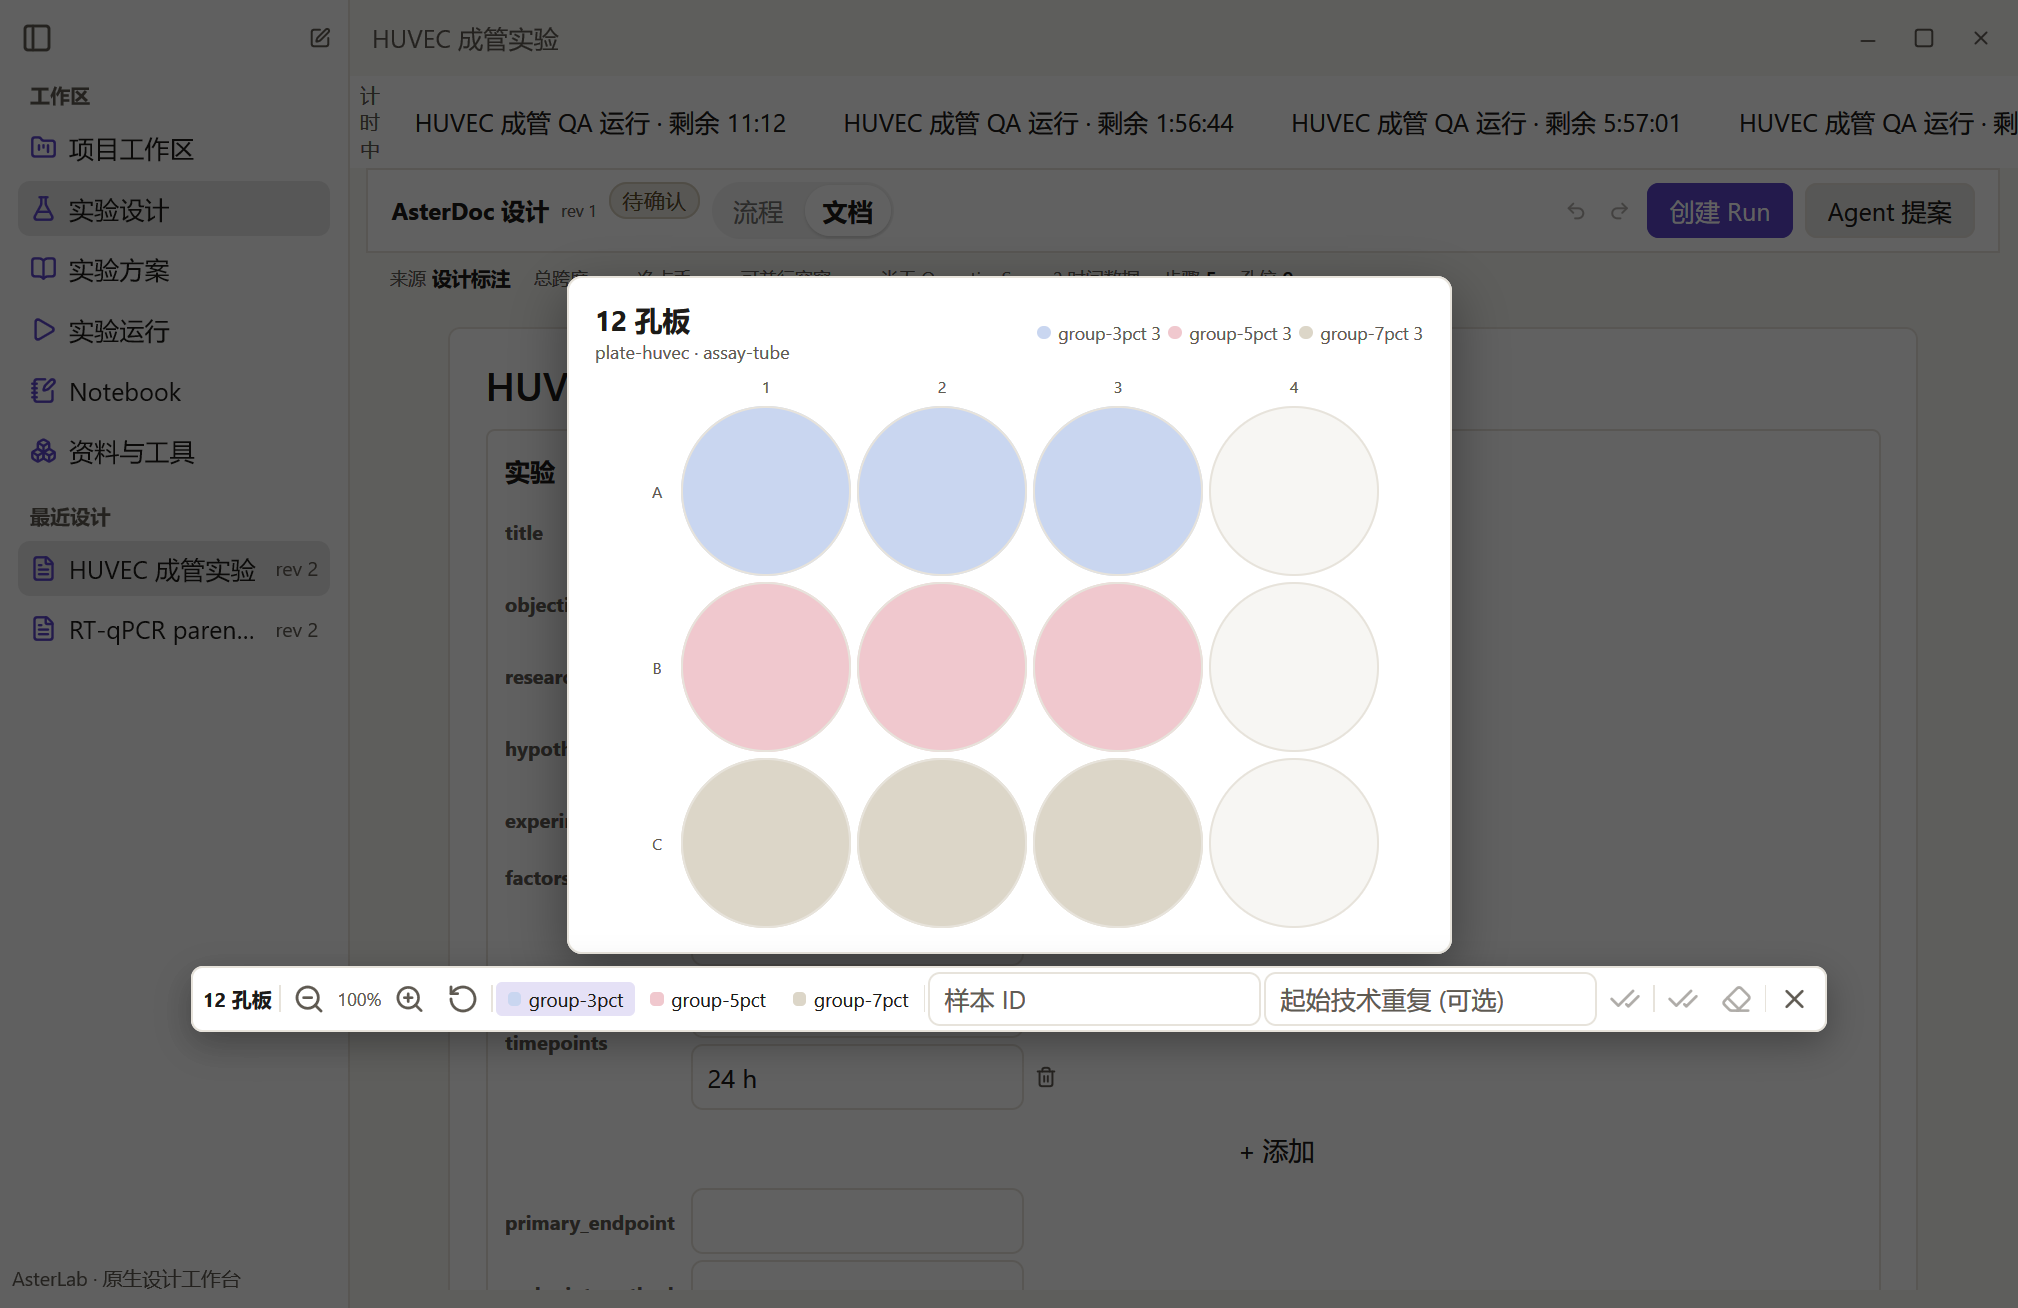 HUVEC 成管实验
工作区
项目工作区
实验设计
实验方案
实验运行
Notebook
资料与工具
最近设计
HUVEC 成管实验 rev 2
RT-qPCR paren... rev 2
AsterLab · 原生设计工作台
计时中
HUVEC 成管 QA 运行 · 剩余 11:12
HUVEC 成管 QA 运行 · 剩余 1:56:44
HUVEC 成管 QA 运行 · 剩余 5:57:01
HUVEC 成管 QA 运行 · 剩
AsterDoc 设计 rev 1 待确认 流程 文档 创建 Run Agent 提案
来源 设计标注 总跨
HUV
实验
title
objecti
researc
hypoth
experi
factors
12 孔板
plate-huvec · assay-tube
group-3pct 3 group-5pct 3 group-7pct 3
1 2 3 4
A
B
C
12 孔板 100% group-3pct group-5pct group-7pct 样本 ID 起始技术重复 (可选)
timepoints
24 h
+ 添加
primary_endpoint